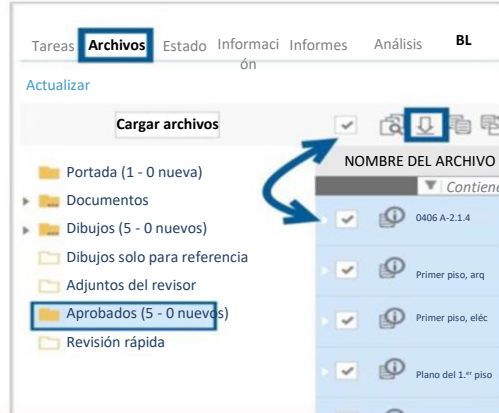 Tareas Archivos Estado Informaci Informes Análisis BL
ón
Actualizar
Cargar archivos
NOMBRE DEL ARCHIVO
Contiene
Portada (1 - 0 nueva)
Documentos
Dibujos (5 - 0 nuevos)
Dibujos solo para referencia
Adjuntos del revisor
Aprobados (5 - 0 nuevos)
Revisión rápida
0406 A-2.1.4
Primer piso, arq
Primer piso, eléc
Plano del 1.er piso